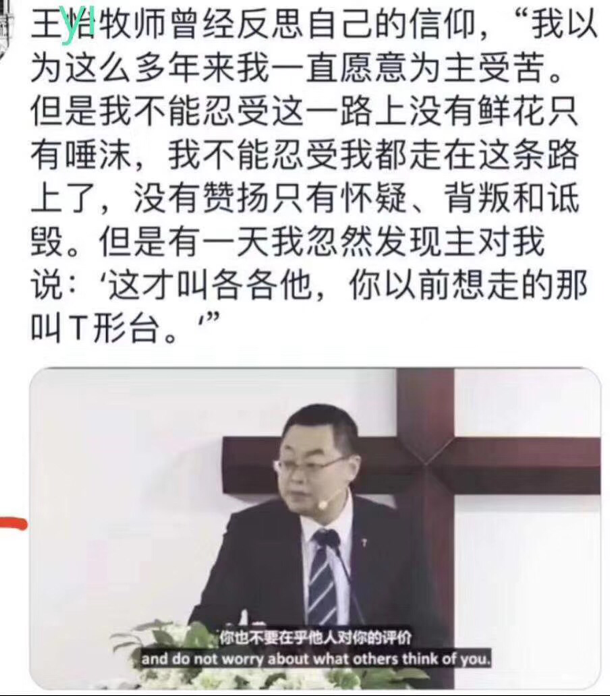 王怡牧师曾经反思自己的信仰，“我以
yi
为这么多年来我一直愿意为主受苦。
但是我不能忍受这一路上没有鲜花只
有唾沫，我不能忍受我都走在这条路
上了，没有赞扬只有怀疑、背叛和诋
毁。但是有一天我忽然发现主对我
说：‘这才叫各各他，你以前想走的那
叫T形台。‘”
你也不要在乎他人对你的评价
and do not worry about what others think of you.